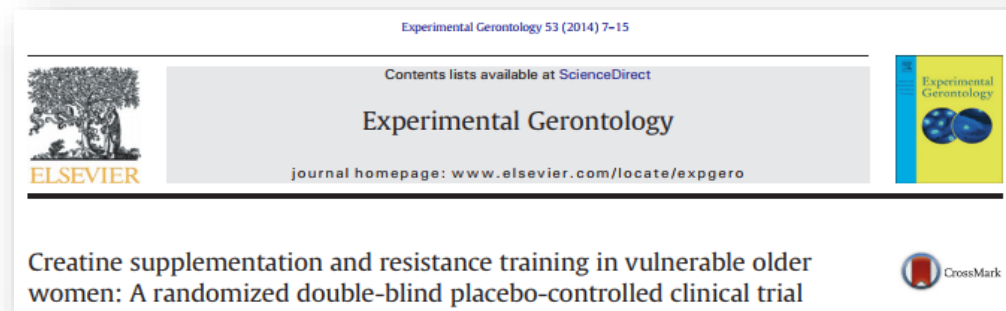 Experimental Gerontology 53 (2014) 7–15
Contents lists available at ScienceDirect
Experimental Gerontology
journal homepage: www.elsevier.com/locate/expgero
ELSEVIER
Experimental
Gerontology
Creatine supplementation and resistance training in vulnerable older
women: A randomized double-blind placebo-controlled clinical trial
CrossMark